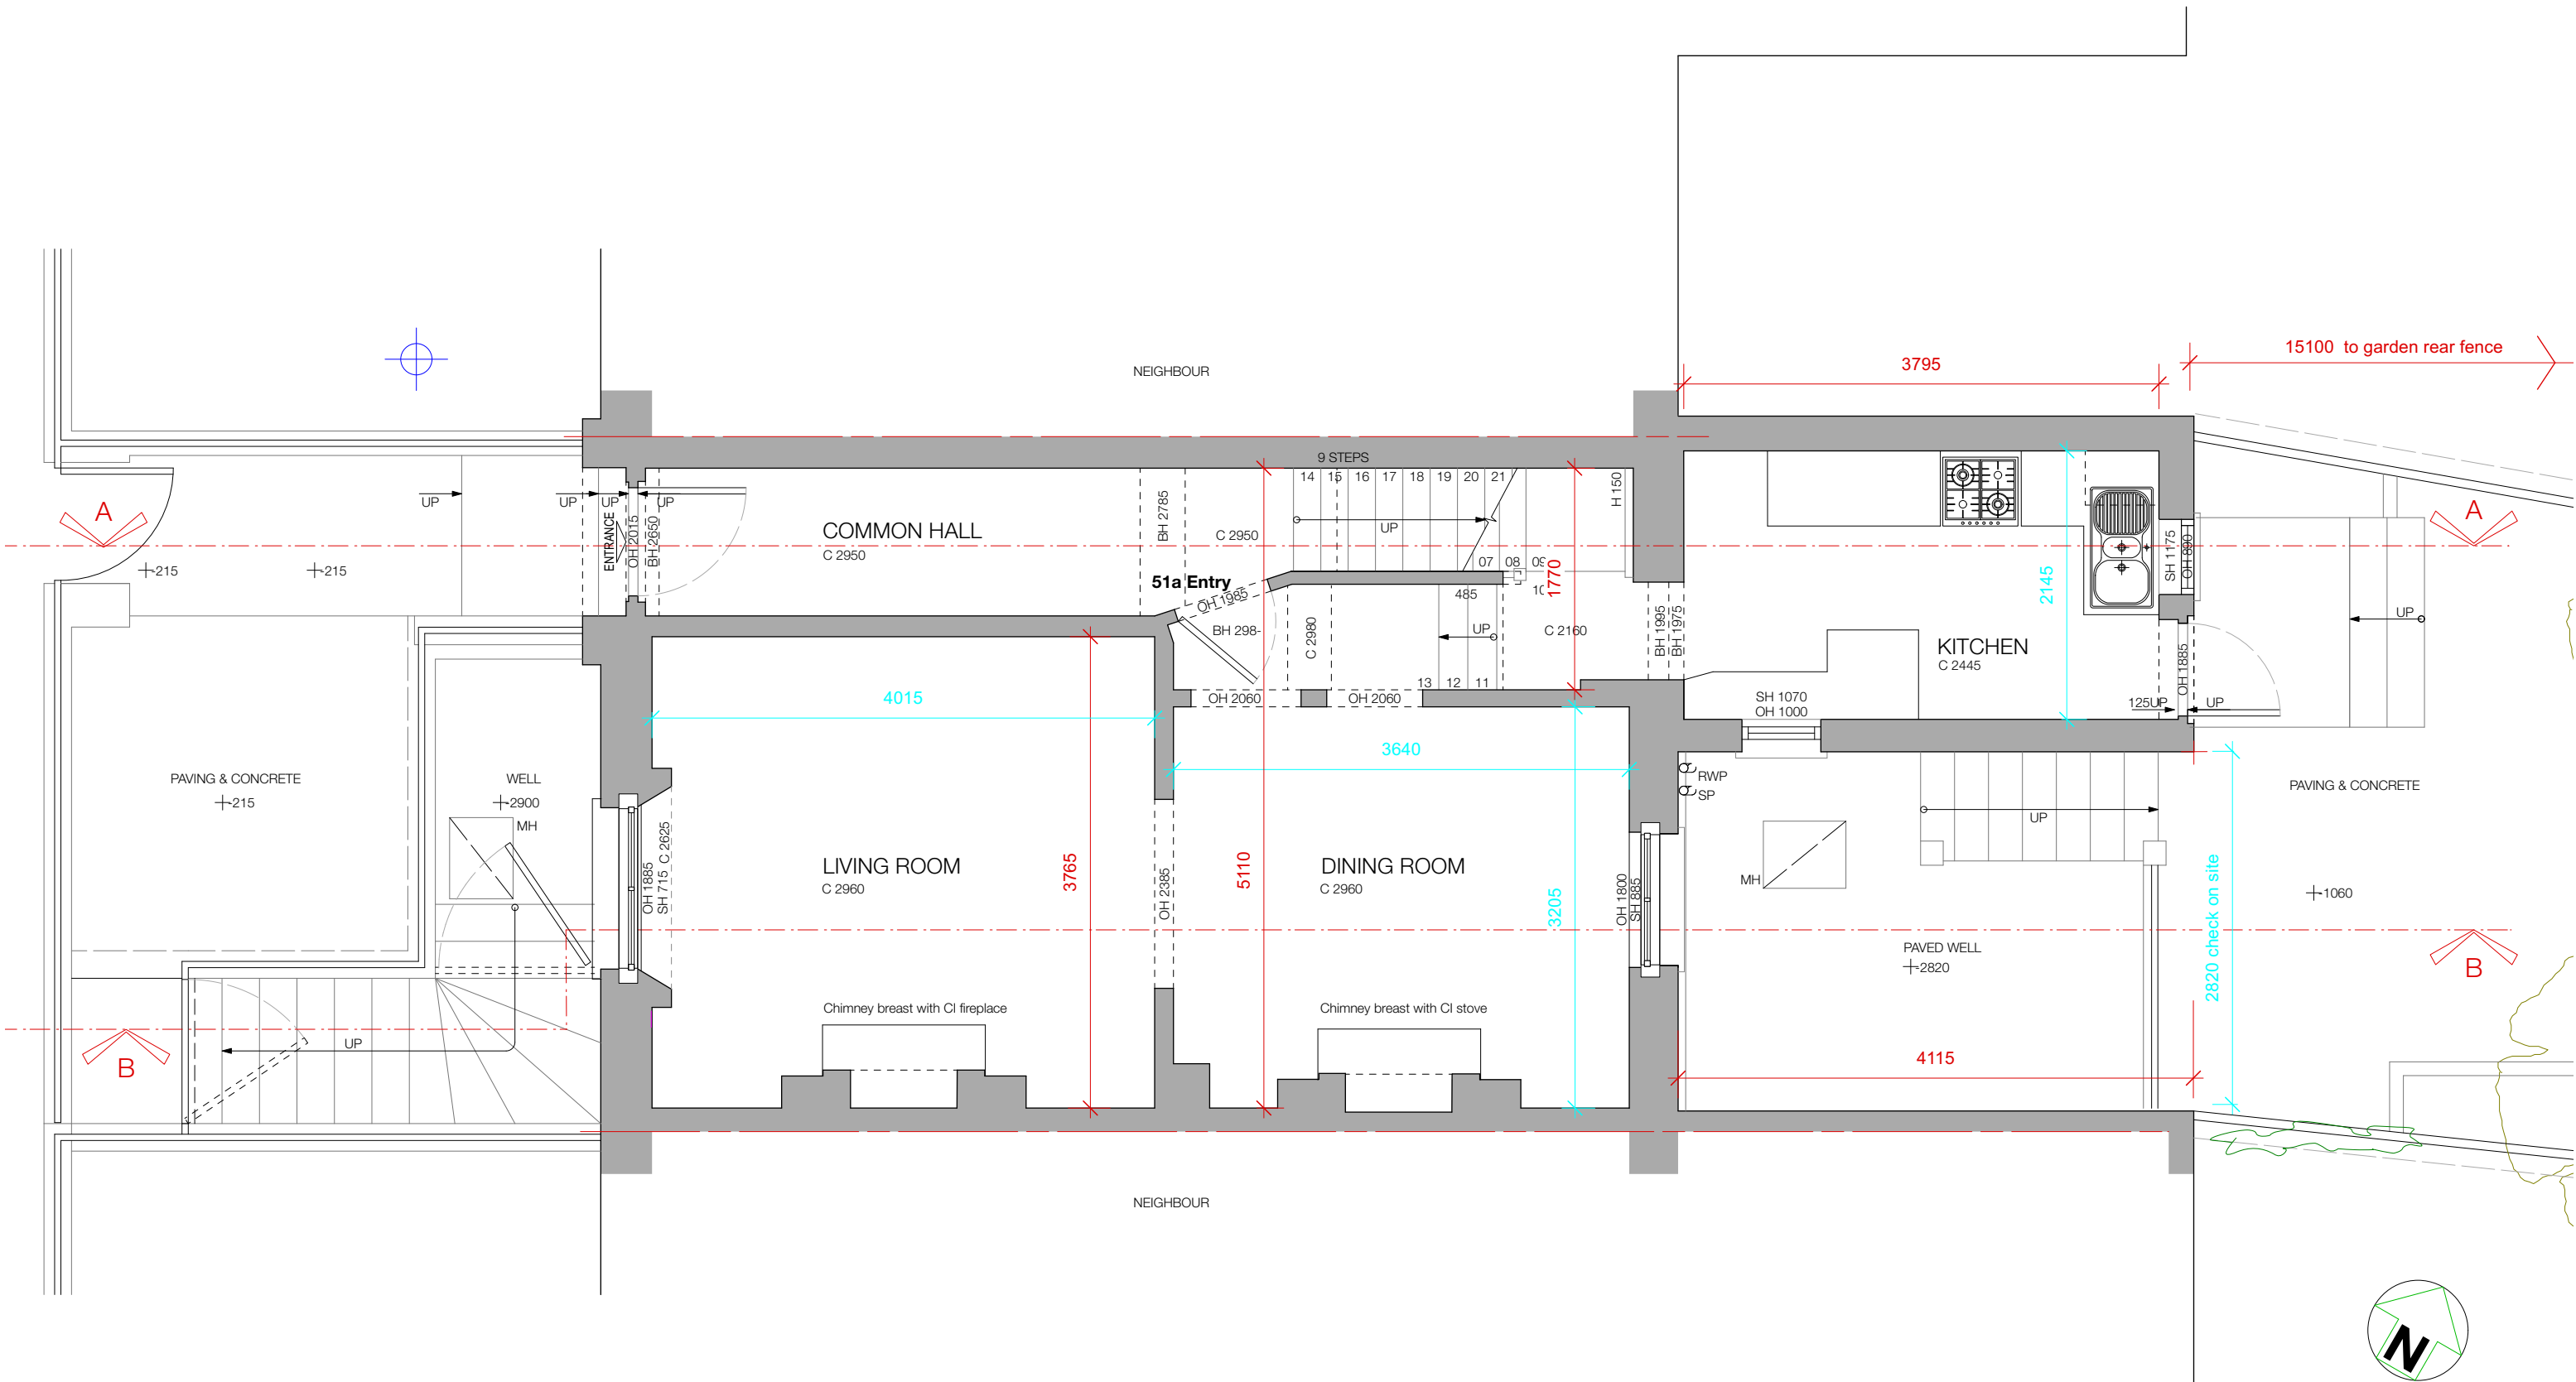 15100 to garden rear fence
3795
NEIGHBOUR
9 STEPS
14 15 16 17 18 19 20 21
H 150
UP
UP
UP
UP
A
A
ENTRANCE
OH 2015
BH 2650
COMMON HALL
C 2950
BH 2785
C 2950
UP
07 08 09
10
1770
SH 1175
OH 890
-215
-215
51a Entry
OH 1985
485
2145
UP
BH 298-
C 2980
UP
C 2160
BH 1995
BH 1975
KITCHEN
C 2445
OH 1885
13 12 11
4015
OH 2060
OH 2060
SH 1070
OH 1000
125UP
UP
3640
PAVING & CONCRETE
-215
WELL
-2900
MH
RWP
SP
PAVING & CONCRETE
UP
OH 1885
SH 715 C 2625
LIVING ROOM
C 2960
3765
OH 2385
5110
DINING ROOM
C 2960
3205
OH 1800
SH 885
MH
2820 check on site
-1060
PAVED WELL
-2820
B
Chimney breast with CI fireplace
Chimney breast with CI stove
UP
B
4115
NEIGHBOUR
N